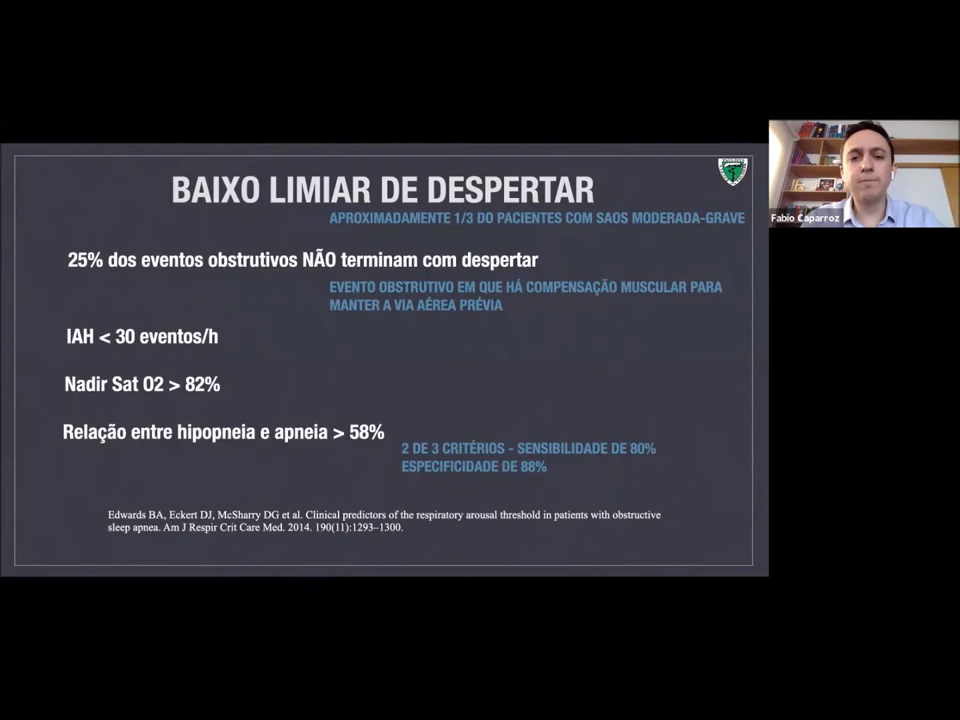 BAIXO LIMIAR DE DESPERTAR
APROXIMADAMENTE 1/3 DO PACIENTES COM SAOS MODERADA-GRAVE
25% dos eventos obstrutivos NÃO terminam com despertar
EVENTO OBSTRUTIVO EM QUE HÁ COMPENSAÇÃO MUSCULAR PARA
MANTER A VIA AÉREA PRÉVIA
IAH < 30 eventos/h
Nadir Sat O2 > 82%
Relação entre hipopneia e apneia > 58%
2 DE 3 CRITÉRIOS - SENSIBILIDADE DE 80%
ESPECIFICIDADE DE 88%
Edwards BA, Eckert DJ, McSharry DG et al. Clinical predictors of the respiratory arousal threshold in patients with obstructive
sleep apnea. Am J Respir Crit Care Med. 2014. 190(11):1293–1300.
Fabio Caparroz